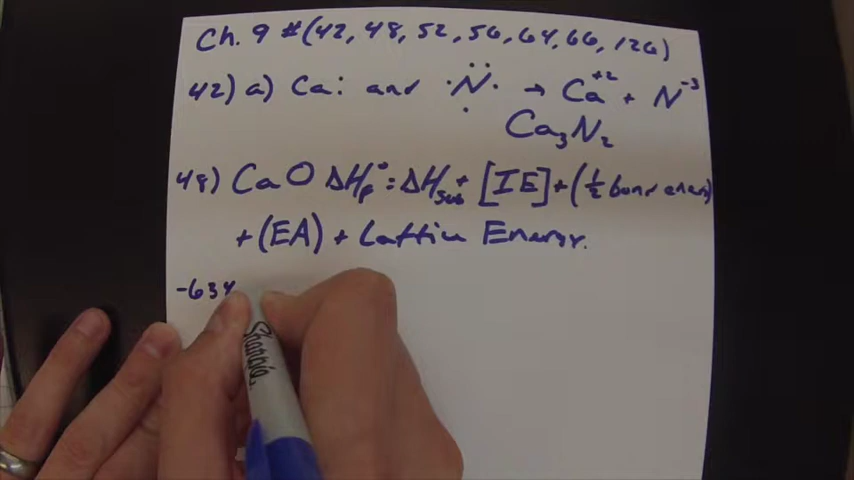 Ch. 9 #(42, 48, 52, 56, 64, 66, 126)
42) a) Ca: and ·N· → Ca+2 + N-3
Ca3N2
48) CaO ΔHf° = ΔHsub + [IE] + (1/2 bond energy)
+ (EA) + Lattice Energy.
-634
Sharpie